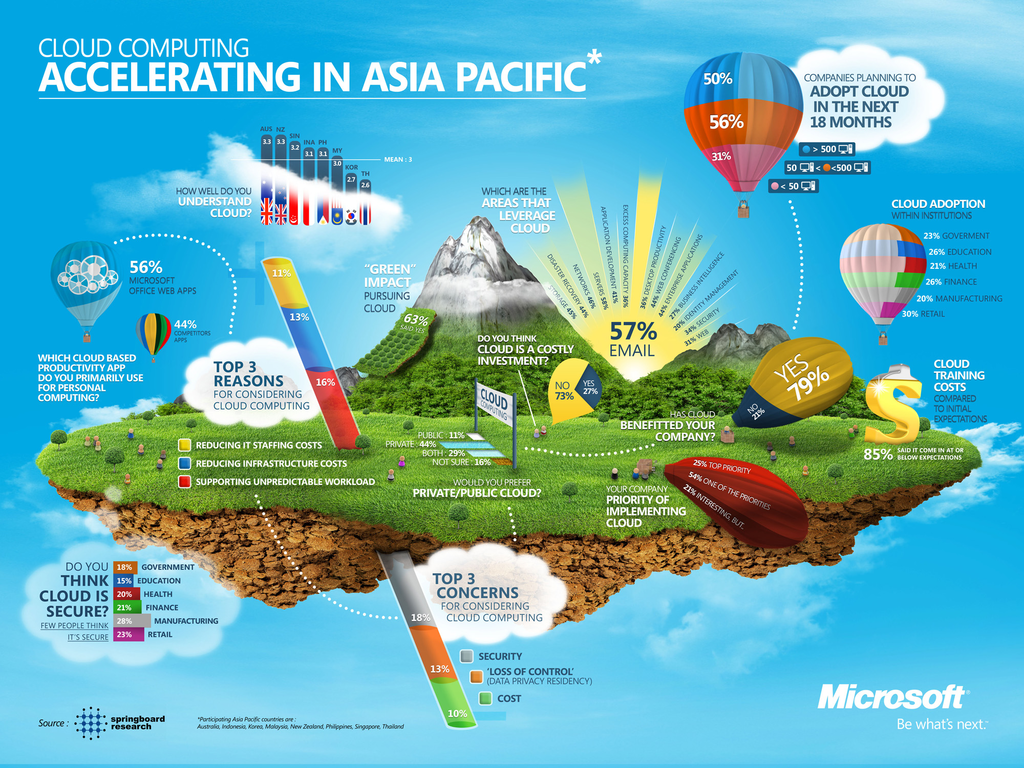 CLOUD COMPUTING
ACCELERATING IN ASIA PACIFIC*
50%
56%
31%
COMPANIES PLANNING TO
ADOPT CLOUD
IN THE NEXT
18 MONTHS
> 500
50 < <500
< 50
AUS NZ SIN INA PH MY KOR TH
3.3 3.3 3.2 3.1 3.1 3.0 2.7 2.6
MEAN : 3
HOW WELL DO YOU
UNDERSTAND
CLOUD?
WHICH ARE THE
AREAS THAT
LEVERAGE
CLOUD
STORAGE 45%
DISASTER RECOVERY 44%
NETWORKS 46%
SERVERS 48%
APPLICATION DEVELOPMENT 41%
EXCESS COMPUTING CAPACITY 36%
38% DESKTOP PRODUCTIVITY
44% WEB CONFERENCING
44% ENTERPRISE APPLICATIONS
27% BUSINESS INTELLIGENCE
20% IDENTITY MANAGEMENT
34% SECURITY
31% WEB
57%
EMAIL
CLOUD ADOPTION
WITHIN INSTITUTIONS
23% GOVERMENT
26% EDUCATION
21% HEALTH
26% FINANCE
20% MANUFACTURING
30% RETAIL
56%
MICROSOFT
OFFICE WEB APPS
44%
COMPETITORS
APPS
WHICH CLOUD BASED
PRODUCTIVITY APP
DO YOU PRIMARILY USE
FOR PERSONAL
COMPUTING?
"GREEN"
IMPACT
PURSUING
CLOUD
63%
SAID YES
11%
13%
16%
TOP 3
REASONS
FOR CONSIDERING
CLOUD COMPUTING
REDUCING IT STAFFING COSTS
REDUCING INFRASTRUCTURE COSTS
SUPPORTING UNPREDICTABLE WORKLOAD
DO YOU THINK
CLOUD IS A COSTLY
INVESTMENT?
NO
73%
YES
27%
CLOUD
COMPUTING
PUBLIC : 11%
PRIVATE : 44%
BOTH : 29%
NOT SURE : 16%
WOULD YOU PREFER
PRIVATE/PUBLIC CLOUD?
HAS CLOUD
BENEFITTED YOUR
COMPANY?
YES
79%
NO
21%
CLOUD
TRAINING
COSTS
COMPARED
TO INITIAL
EXPECTATIONS
85% SAID IT COME IN AT OR
BELOW EXPECTATIONS
YOUR COMPANY
PRIORITY OF
IMPLEMENTING
CLOUD
25% TOP PRIORITY
54% ONE OF THE PRIORITIES
21% INTERESTING, BUT.
DO YOU
THINK
CLOUD IS
SECURE?
FEW PEOPLE THINK
IT'S SECURE
18% GOVERNMENT
15% EDUCATION
20% HEALTH
21% FINANCE
28% MANUFACTURING
23% RETAIL
TOP 3
CONCERNS
FOR CONSIDERING
CLOUD COMPUTING
18%
13%
10%
SECURITY
'LOSS OF CONTROL'
(DATA PRIVACY RESIDENCY)
COST
Source :
springboard
research
*Participating Asia Pacific countries are :
Australia, Indonesia, Korea, Malaysia, New Zealand, Philippines, Singapore, Thailand
Microsoft®
Be what's next.™